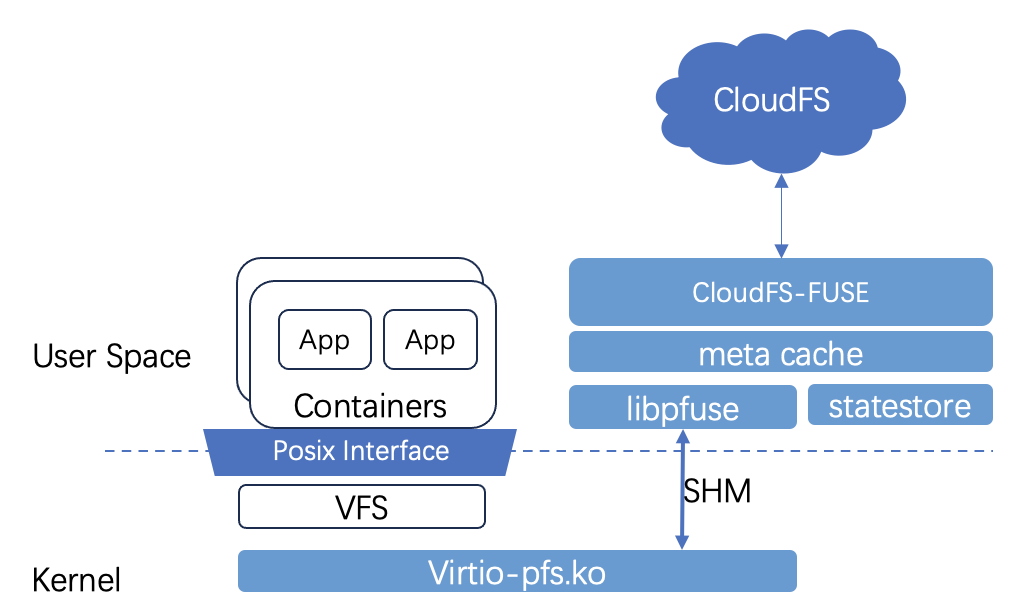 CloudFS
CloudFS-FUSE
App
App
User Space
meta cache
Containers
libpfuse
statestore
Posix Interface
SHM
VFS
Virtio-pfs.ko
Kernel